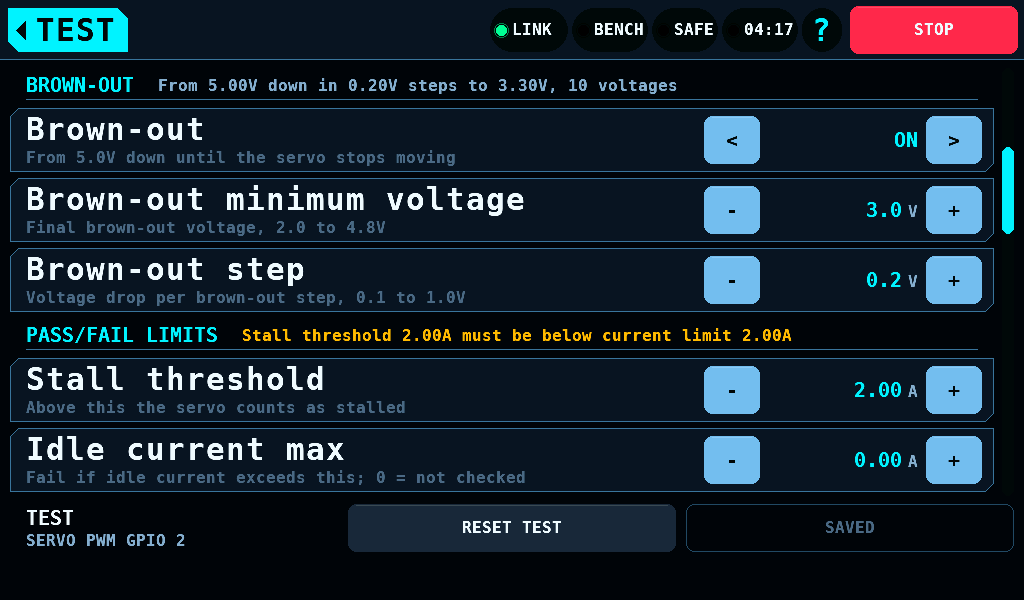 TEST
LINK
BENCH
SAFE
04:17
?
STOP
BROWN-OUT From 5.00V down in 0.20V steps to 3.30V, 10 voltages
Brown-out
From 5.0V down until the servo stops moving
< ON >
Brown-out minimum voltage
Final brown-out voltage, 2.0 to 4.8V
- 3.0 V +
Brown-out step
Voltage drop per brown-out step, 0.1 to 1.0V
- 0.2 V +
PASS/FAIL LIMITS Stall threshold 2.00A must be below current limit 2.00A
Stall threshold
Above this the servo counts as stalled
- 2.00 A +
Idle current max
Fail if idle current exceeds this; 0 = not checked
- 0.00 A +
TEST
SERVO PWM GPIO 2
RESET TEST
SAVED